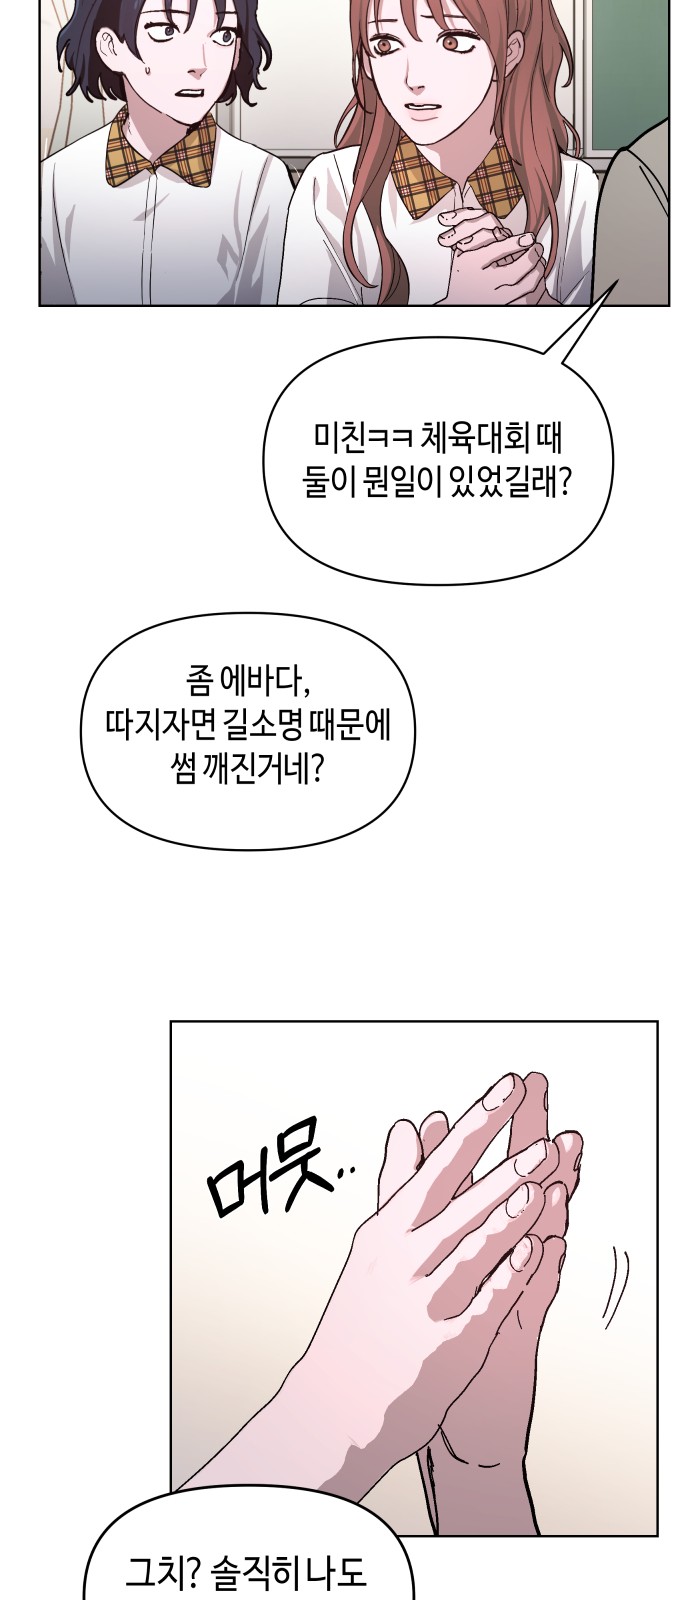 미친ㅋㅋ 체육대회 때
둘이 뭔일이 있었길래?
좀 에바다,
따지자면 길소명 때문에
썸 깨진거네?
머뭇..
그치? 솔직히 나도